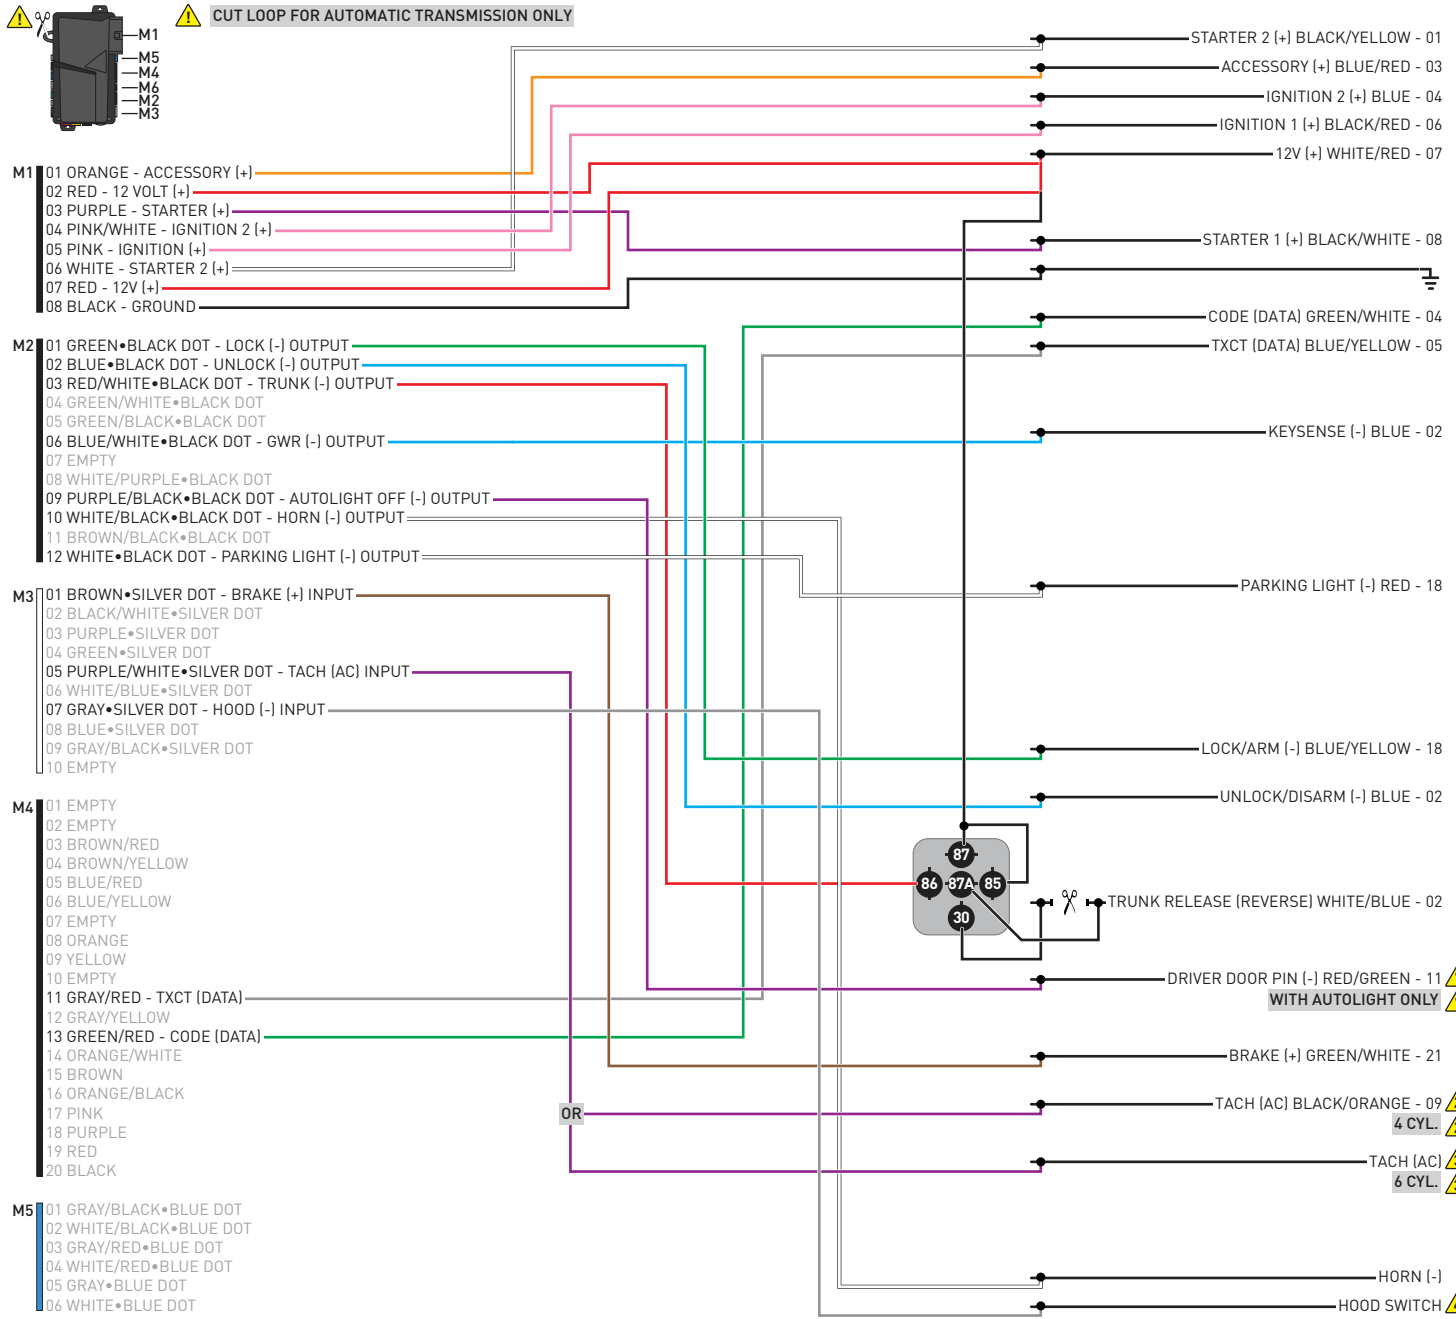 CUT LOOP FOR AUTOMATIC TRANSMISSION ONLY
M1
M5
M4
M6
M2
M3
M1
01 ORANGE - ACCESSORY (+)
02 RED - 12 VOLT (+)
03 PURPLE - STARTER (+)
04 PINK/WHITE - IGNITION 2 (+)
05 PINK - IGNITION (+)
06 WHITE - STARTER 2 (+)
07 RED - 12V (+)
08 BLACK - GROUND
M2
01 GREEN•BLACK DOT - LOCK (-) OUTPUT
02 BLUE•BLACK DOT - UNLOCK (-) OUTPUT
03 RED/WHITE•BLACK DOT - TRUNK (-) OUTPUT
04 GREEN/WHITE•BLACK DOT
05 GREEN/BLACK•BLACK DOT
06 BLUE/WHITE•BLACK DOT - GWR (-) OUTPUT
07 EMPTY
08 WHITE/PURPLE•BLACK DOT
09 PURPLE/BLACK•BLACK DOT - AUTOLIGHT OFF (-) OUTPUT
10 WHITE/BLACK•BLACK DOT - HORN (-) OUTPUT
11 BROWN/BLACK•BLACK DOT
12 WHITE•BLACK DOT - PARKING LIGHT (-) OUTPUT
M3
01 BROWN•SILVER DOT - BRAKE (+) INPUT
02 BLACK/WHITE•SILVER DOT
03 PURPLE•SILVER DOT
04 GREEN•SILVER DOT
05 PURPLE/WHITE•SILVER DOT - TACH (AC) INPUT
06 WHITE/BLUE•SILVER DOT
07 GRAY•SILVER DOT - HOOD (-) INPUT
08 BLUE•SILVER DOT
09 GRAY/BLACK•SILVER DOT
10 EMPTY
M4
01 EMPTY
02 EMPTY
03 BROWN/RED
04 BROWN/YELLOW
05 BLUE/RED
06 BLUE/YELLOW
07 EMPTY
08 ORANGE
09 YELLOW
10 EMPTY
11 GRAY/RED - TXCT (DATA)
12 GRAY/YELLOW
13 GREEN/RED - CODE (DATA)
14 ORANGE/WHITE
15 BROWN
16 ORANGE/BLACK
17 PINK
18 PURPLE
19 RED
20 BLACK
M5
01 GRAY/BLACK•BLUE DOT
02 WHITE/BLACK•BLUE DOT
03 GRAY/RED•BLUE DOT
04 WHITE/RED•BLUE DOT
05 GRAY•BLUE DOT
06 WHITE•BLUE DOT
OR
87
86
87A
85
30
STARTER 2 (+) BLACK/YELLOW - 01
ACCESSORY (+) BLUE/RED - 03
IGNITION 2 (+) BLUE - 04
IGNITION 1 (+) BLACK/RED - 06
12V (+) WHITE/RED - 07
STARTER 1 (+) BLACK/WHITE - 08
CODE (DATA) GREEN/WHITE - 04
TXCT (DATA) BLUE/YELLOW - 05
KEYSENSE (-) BLUE - 02
PARKING LIGHT (-) RED - 18
LOCK/ARM (-) BLUE/YELLOW - 18
UNLOCK/DISARM (-) BLUE - 02
TRUNK RELEASE (REVERSE) WHITE/BLUE - 02
DRIVER DOOR PIN (-) RED/GREEN - 11
WITH AUTOLIGHT ONLY
BRAKE (+) GREEN/WHITE - 21
TACH (AC) BLACK/ORANGE - 09
4 CYL.
TACH (AC)
6 CYL.
HORN (-)
HOOD SWITCH